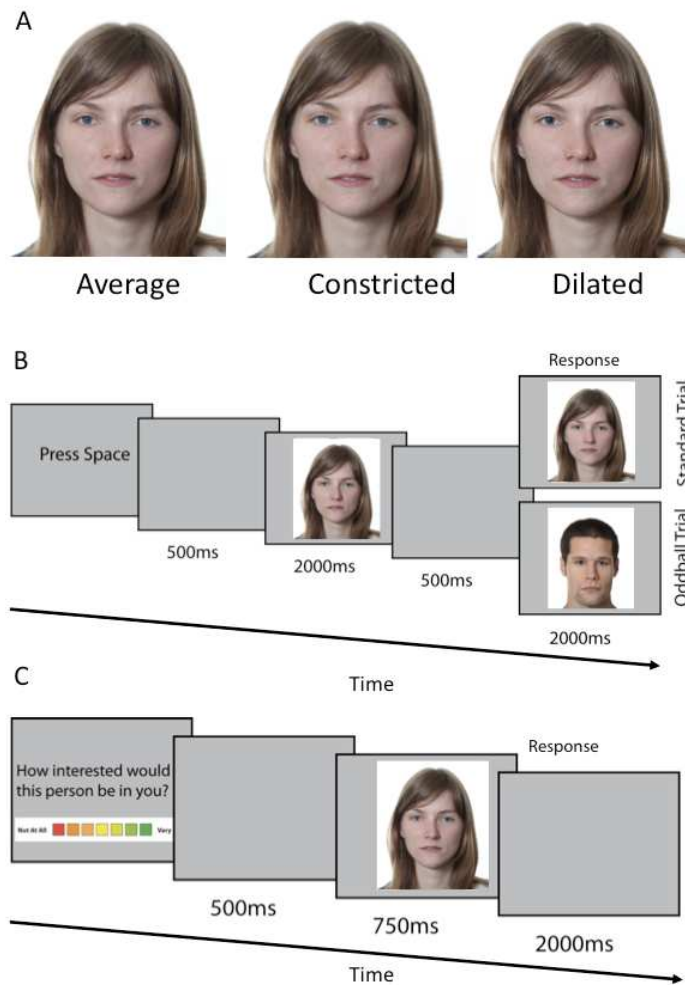 A
Average
Constricted
Dilated
B
Response
Press Space
500ms
2000ms
500ms
2000ms
Standard Trial
Oddball Trial
Time
C
Response
How interested would
this person be in you?
Not At All
Very
500ms
750ms
2000ms
Time